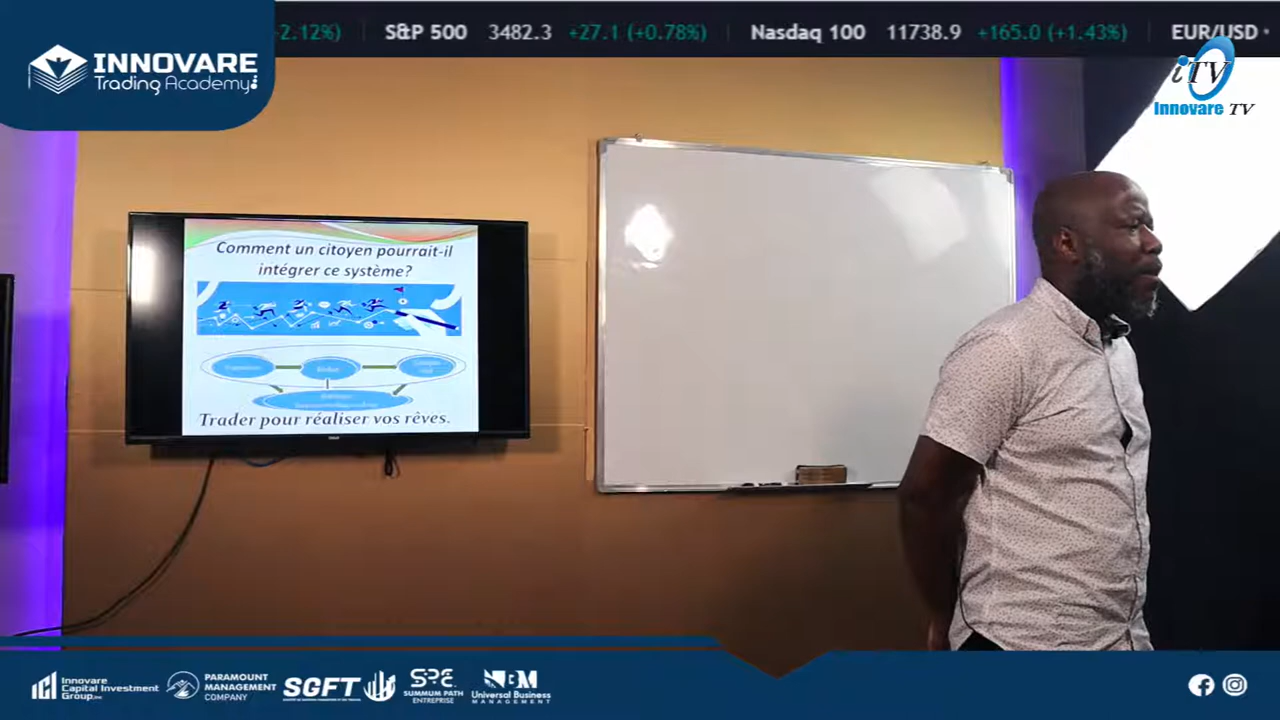 -2.12%) S&P 500 3482.3 +27.1 (+0.78%) Nasdaq 100 11738.9 +165.0 (+1.43%) EUR/USD
INNOVARE
Trading Academy
iTV
Innovare TV
Comment un citoyen pourrait-il
intégrer ce système?
Trader pour réaliser vos rêves.
Innovare
Capital Investment
Group
PARAMOUNT
MANAGEMENT
COMPANY
SGFT
SPE
SUMMUM PATH
ENTREPRISE
Universal Business
MANAGEMENT